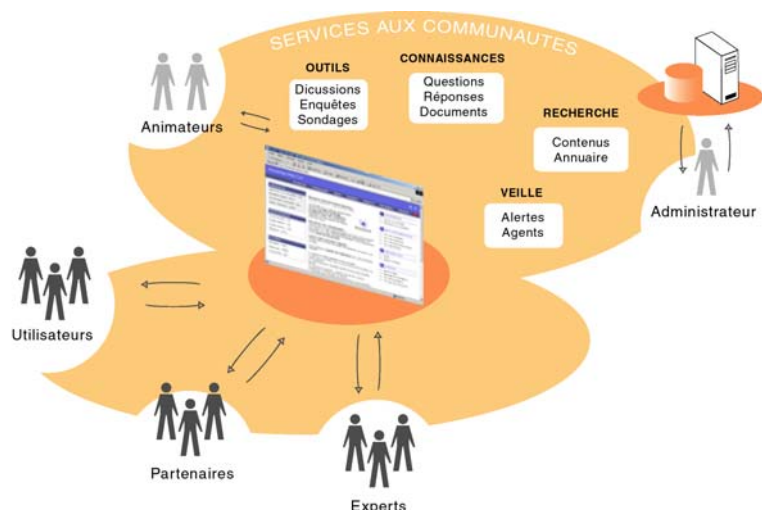 SERVICES AUX COMMUNAUTÉS
OUTILS
Dicussions
Enquêtes
Sondages
CONNAISSANCES
Questions
Réponses
Documents
RECHERCHE
Contenus
Annuaire
VEILLE
Alertes
Agents
Animateurs
Administrateur
Utilisateurs
Partenaires
Experts